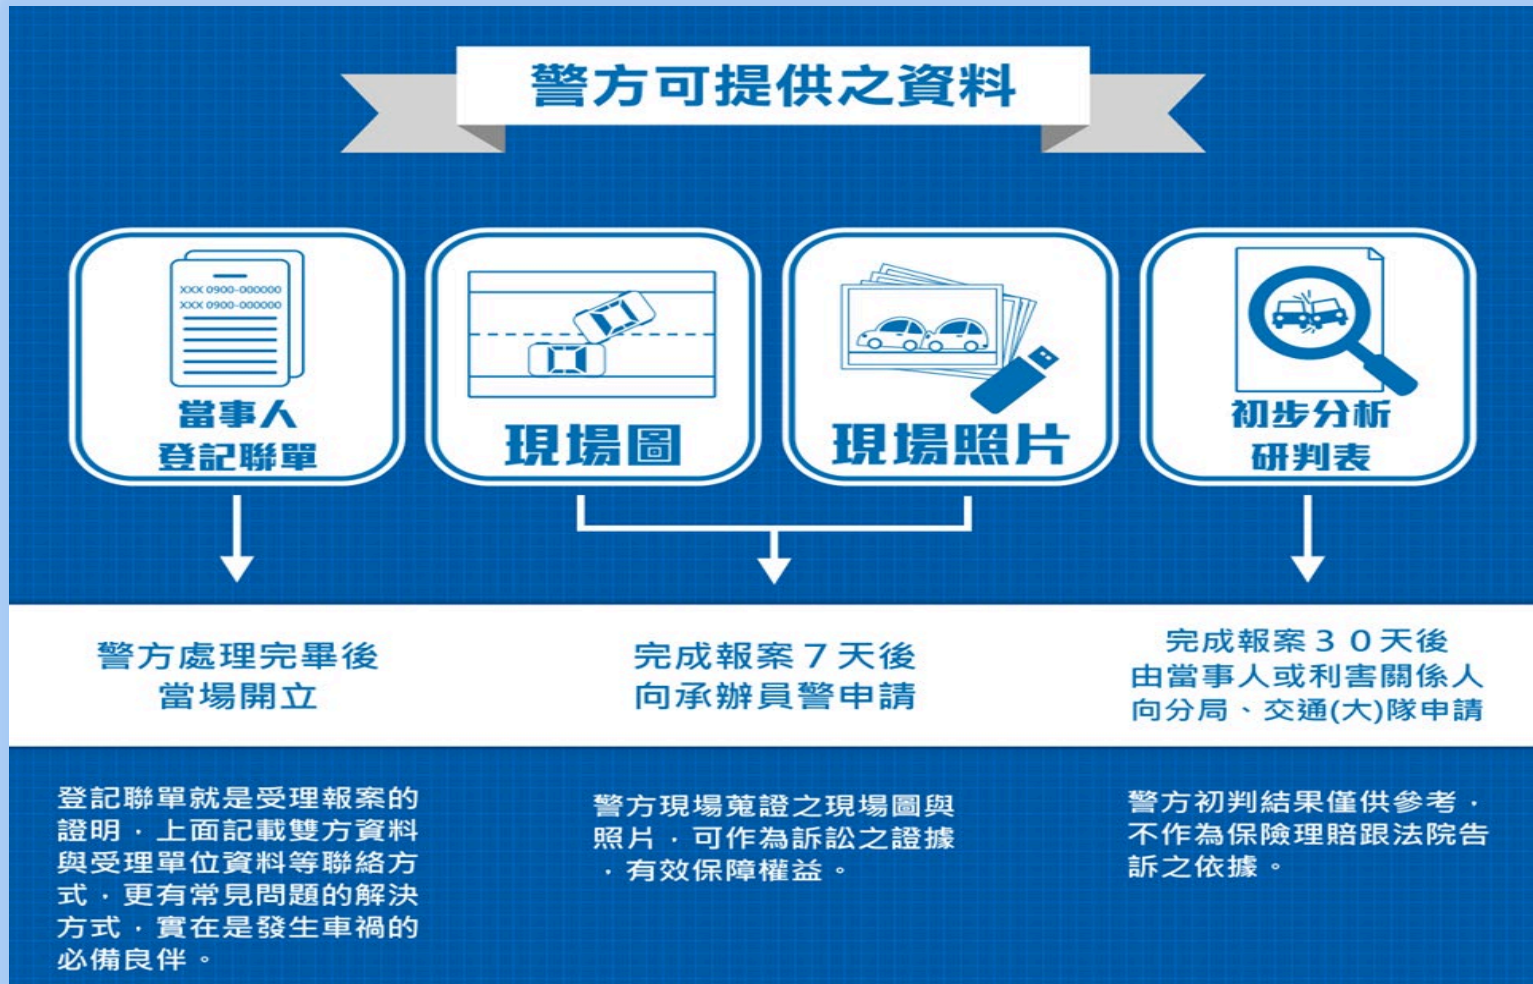 警方可提供之資料
XXX 0900-000000
XXX 0900-000000
當事人
登記聯單
現場圖
現場照片
初步分析
研判表
警方處理完畢後
當場開立
完成報案7天後
向承辦員警申請
完成報案30天後
由當事人或利害關係人
向分局、交通(大)隊申請
登記聯單就是受理報案的
證明，上面記載雙方資料
與受理單位資料等聯絡方
式，更有常見問題的解決
方式，實在是發生車禍的
必備良伴。
警方現場蒐證之現場圖與
照片，可作為訴訟之證據
，有效保障權益。
警方初判結果僅供參考，
不作為保險理賠跟法院告
訴之依據。